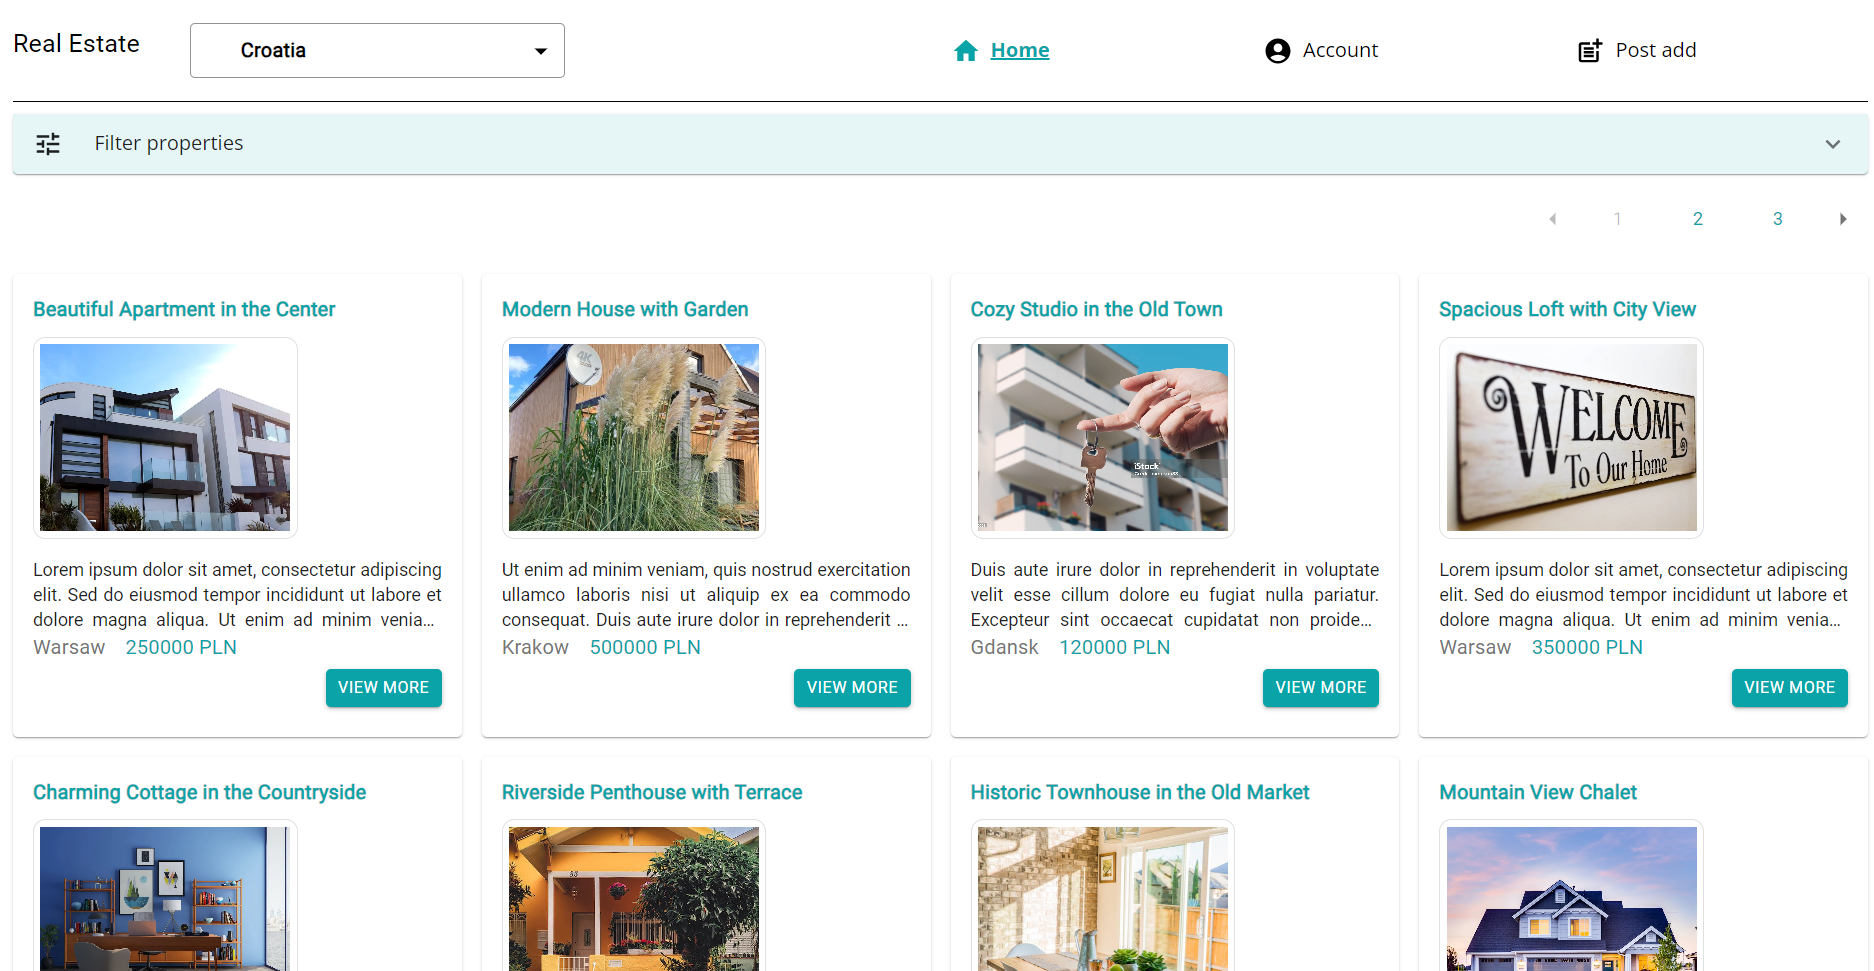 Real Estate
Croatia
Home
Account
Post add
Filter properties
1 2 3
Beautiful Apartment in the Center
Modern House with Garden
Cozy Studio in the Old Town
Spacious Loft with City View
4K
iStock
WELCOME
To Our Home
Lorem ipsum dolor sit amet, consectetur adipiscing
elit. Sed do eiusmod tempor incididunt ut labore et
dolore magna aliqua. Ut enim ad minim venia...
Warsaw 250000 PLN
VIEW MORE
Ut enim ad minim veniam, quis nostrud exercitation
ullamco laboris nisi ut aliquip ex ea commodo
consequat. Duis aute irure dolor in reprehenderit ...
Krakow 500000 PLN
VIEW MORE
Duis aute irure dolor in reprehenderit in voluptate
velit esse cillum dolore eu fugiat nulla pariatur.
Excepteur sint occaecat cupidatat non proide...
Gdansk 120000 PLN
VIEW MORE
Lorem ipsum dolor sit amet, consectetur adipiscing
elit. Sed do eiusmod tempor incididunt ut labore et
dolore magna aliqua. Ut enim ad minim venia...
Warsaw 350000 PLN
VIEW MORE
Charming Cottage in the Countryside
Riverside Penthouse with Terrace
Historic Townhouse in the Old Market
Mountain View Chalet